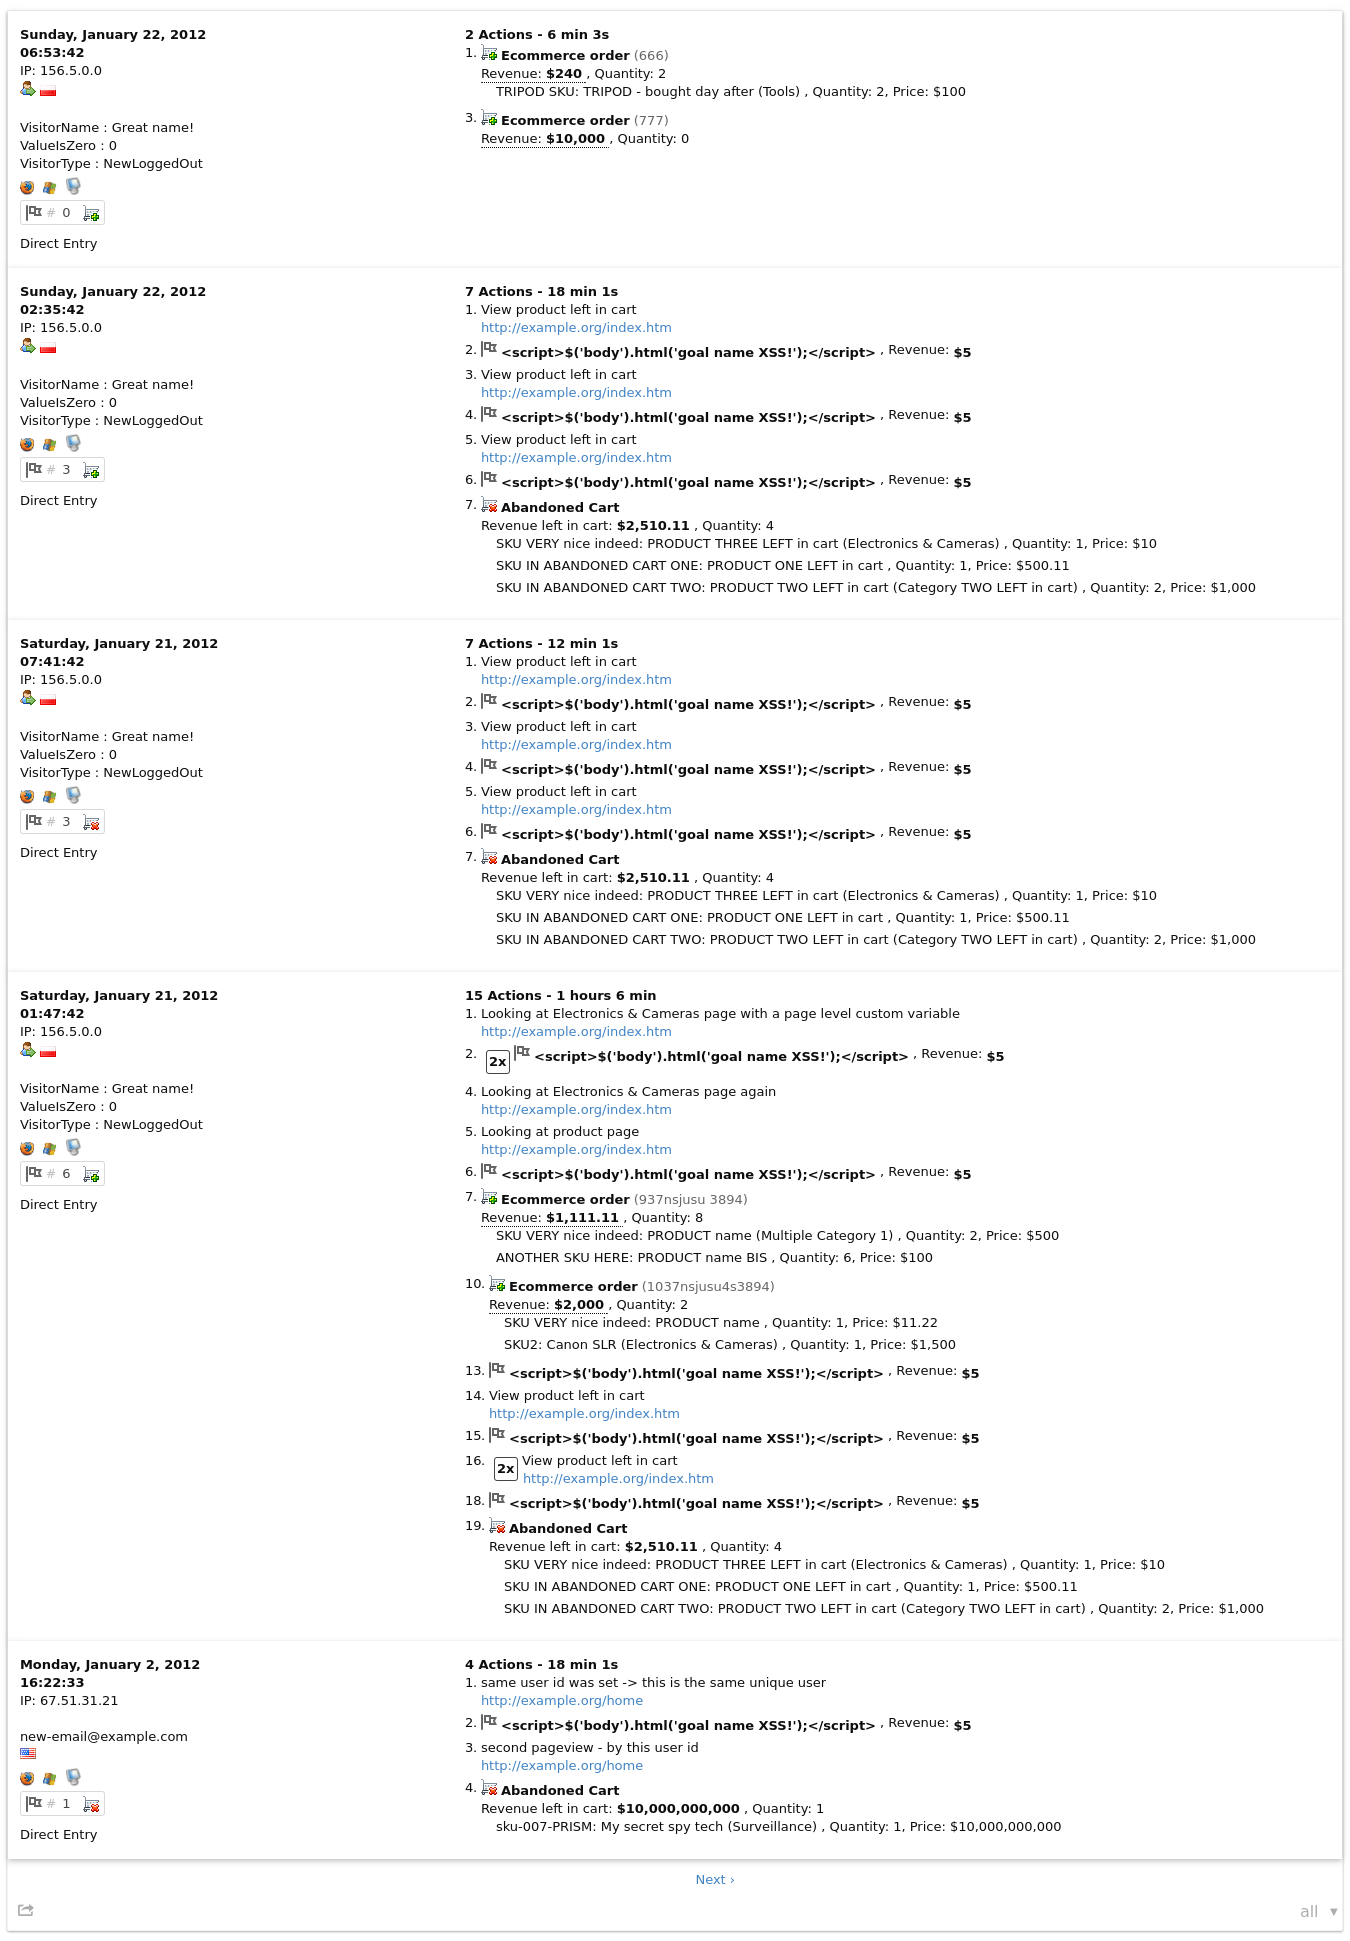 Sunday, January 22, 2012
06:53:42
IP: 156.5.0.0
VisitorName : Great name!
ValueIsZero : 0
VisitorType : NewLoggedOut
# 0
Direct Entry
2 Actions - 6 min 3s
1. Ecommerce order (666)
Revenue: $240 , Quantity: 2
TRIPOD SKU: TRIPOD - bought day after (Tools) , Quantity: 2, Price: $100
3. Ecommerce order (777)
Revenue: $10,000 , Quantity: 0
Sunday, January 22, 2012
02:35:42
IP: 156.5.0.0
VisitorName : Great name!
ValueIsZero : 0
VisitorType : NewLoggedOut
# 3
Direct Entry
7 Actions - 18 min 1s
1. View product left in cart
http://example.org/index.htm
2. <script>$('body').html('goal name XSS!');</script> , Revenue: $5
3. View product left in cart
http://example.org/index.htm
4. <script>$('body').html('goal name XSS!');</script> , Revenue: $5
5. View product left in cart
http://example.org/index.htm
6. <script>$('body').html('goal name XSS!');</script> , Revenue: $5
7. Abandoned Cart
Revenue left in cart: $2,510.11 , Quantity: 4
SKU VERY nice indeed: PRODUCT THREE LEFT in cart (Electronics & Cameras) , Quantity: 1, Price: $10
SKU IN ABANDONED CART ONE: PRODUCT ONE LEFT in cart , Quantity: 1, Price: $500.11
SKU IN ABANDONED CART TWO: PRODUCT TWO LEFT in cart (Category TWO LEFT in cart) , Quantity: 2, Price: $1,000
Saturday, January 21, 2012
07:41:42
IP: 156.5.0.0
VisitorName : Great name!
ValueIsZero : 0
VisitorType : NewLoggedOut
# 3
Direct Entry
7 Actions - 12 min 1s
1. View product left in cart
http://example.org/index.htm
2. <script>$('body').html('goal name XSS!');</script> , Revenue: $5
3. View product left in cart
http://example.org/index.htm
4. <script>$('body').html('goal name XSS!');</script> , Revenue: $5
5. View product left in cart
http://example.org/index.htm
6. <script>$('body').html('goal name XSS!');</script> , Revenue: $5
7. Abandoned Cart
Revenue left in cart: $2,510.11 , Quantity: 4
SKU VERY nice indeed: PRODUCT THREE LEFT in cart (Electronics & Cameras) , Quantity: 1, Price: $10
SKU IN ABANDONED CART ONE: PRODUCT ONE LEFT in cart , Quantity: 1, Price: $500.11
SKU IN ABANDONED CART TWO: PRODUCT TWO LEFT in cart (Category TWO LEFT in cart) , Quantity: 2, Price: $1,000
Saturday, January 21, 2012
01:47:42
IP: 156.5.0.0
VisitorName : Great name!
ValueIsZero : 0
VisitorType : NewLoggedOut
# 6
Direct Entry
15 Actions - 1 hours 6 min
1. Looking at Electronics & Cameras page with a page level custom variable
http://example.org/index.htm
2. 2x <script>$('body').html('goal name XSS!');</script> , Revenue: $5
4. Looking at Electronics & Cameras page again
http://example.org/index.htm
5. Looking at product page
http://example.org/index.htm
6. <script>$('body').html('goal name XSS!');</script> , Revenue: $5
7. Ecommerce order (937nsjusu 3894)
Revenue: $1,111.11 , Quantity: 8
SKU VERY nice indeed: PRODUCT name (Multiple Category 1) , Quantity: 2, Price: $500
ANOTHER SKU HERE: PRODUCT name BIS , Quantity: 6, Price: $100
10. Ecommerce order (1037nsjusu4s3894)
Revenue: $2,000 , Quantity: 2
SKU VERY nice indeed: PRODUCT name , Quantity: 1, Price: $11.22
SKU2: Canon SLR (Electronics & Cameras) , Quantity: 1, Price: $1,500
13. <script>$('body').html('goal name XSS!');</script> , Revenue: $5
14. View product left in cart
http://example.org/index.htm
15. <script>$('body').html('goal name XSS!');</script> , Revenue: $5
16. 2x View product left in cart
http://example.org/index.htm
18. <script>$('body').html('goal name XSS!');</script> , Revenue: $5
19. Abandoned Cart
Revenue left in cart: $2,510.11 , Quantity: 4
SKU VERY nice indeed: PRODUCT THREE LEFT in cart (Electronics & Cameras) , Quantity: 1, Price: $10
SKU IN ABANDONED CART ONE: PRODUCT ONE LEFT in cart , Quantity: 1, Price: $500.11
SKU IN ABANDONED CART TWO: PRODUCT TWO LEFT in cart (Category TWO LEFT in cart) , Quantity: 2, Price: $1,000
Monday, January 2, 2012
16:22:33
IP: 67.51.31.21
new-email@example.com
# 1
Direct Entry
4 Actions - 18 min 1s
1. same user id was set -> this is the same unique user
http://example.org/home
2. <script>$('body').html('goal name XSS!');</script> , Revenue: $5
3. second pageview - by this user id
http://example.org/home
4. Abandoned Cart
Revenue left in cart: $10,000,000,000 , Quantity: 1
sku-007-PRISM: My secret spy tech (Surveillance) , Quantity: 1, Price: $10,000,000,000
Next ›
all ▾